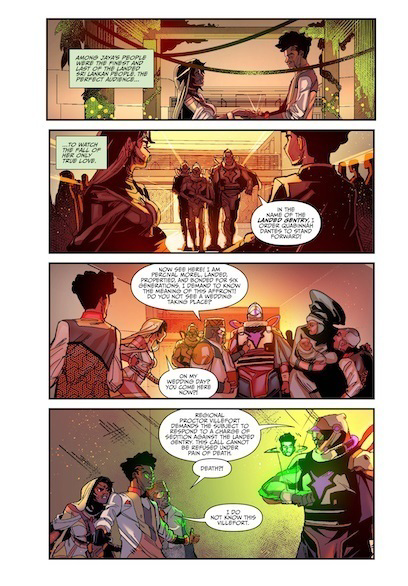 AMONG JAYA'S PEOPLE
WERE THE FINEST AND
LAST OF THE LANDED
SRI LANKAN PEOPLE. THE
PERFECT AUDIENCE...
...TO WATCH
THE FALL OF
HER ONLY
TRUE LOVE.
IN THE
NAME OF THE
LANDED GENTRY, I
ORDER QUABINNAH
DANTES TO STAND
FORWARD!
NOW SEE HERE! I AM
PERCIVAL MOREL, LANDED,
PROPERTIED, AND BONDED FOR SIX
GENERATIONS. I DEMAND TO KNOW
THE MEANING OF THIS AFFRONT!
DO YOU NOT SEE A WEDDING
TAKING PLACE?
ON MY
WEDDING DAY?
YOU COME
HERE NOW?!
REGIONAL
PROCTOR VILLEFORT
DEMANDS THE SUBJECT TO
RESPOND TO A CHARGE OF
SEDITION AGAINST THE LANDED
GENTRY. THIS CALL CANNOT
BE REFUSED UNDER
PAIN OF DEATH.
DEATH?!
I DO
NOT KNOW THIS
VILLEFORT.